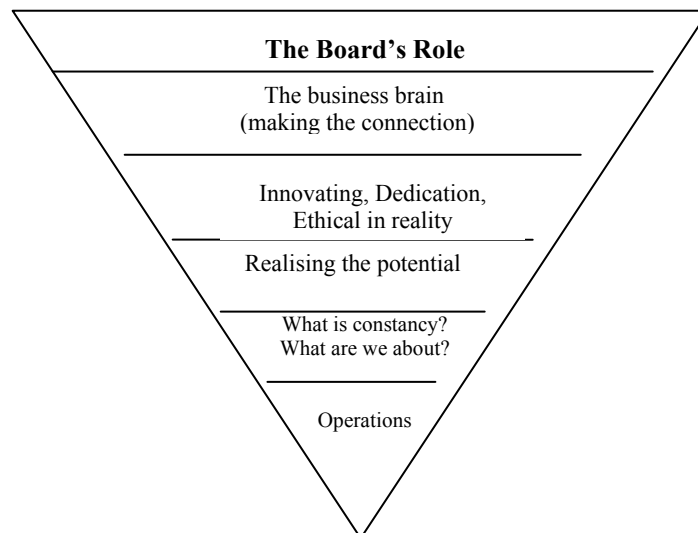 The Board’s Role
The business brain
(making the connection)
Innovating, Dedication,
Ethical in reality
Realising the potential
What is constancy?
What are we about?
Operations